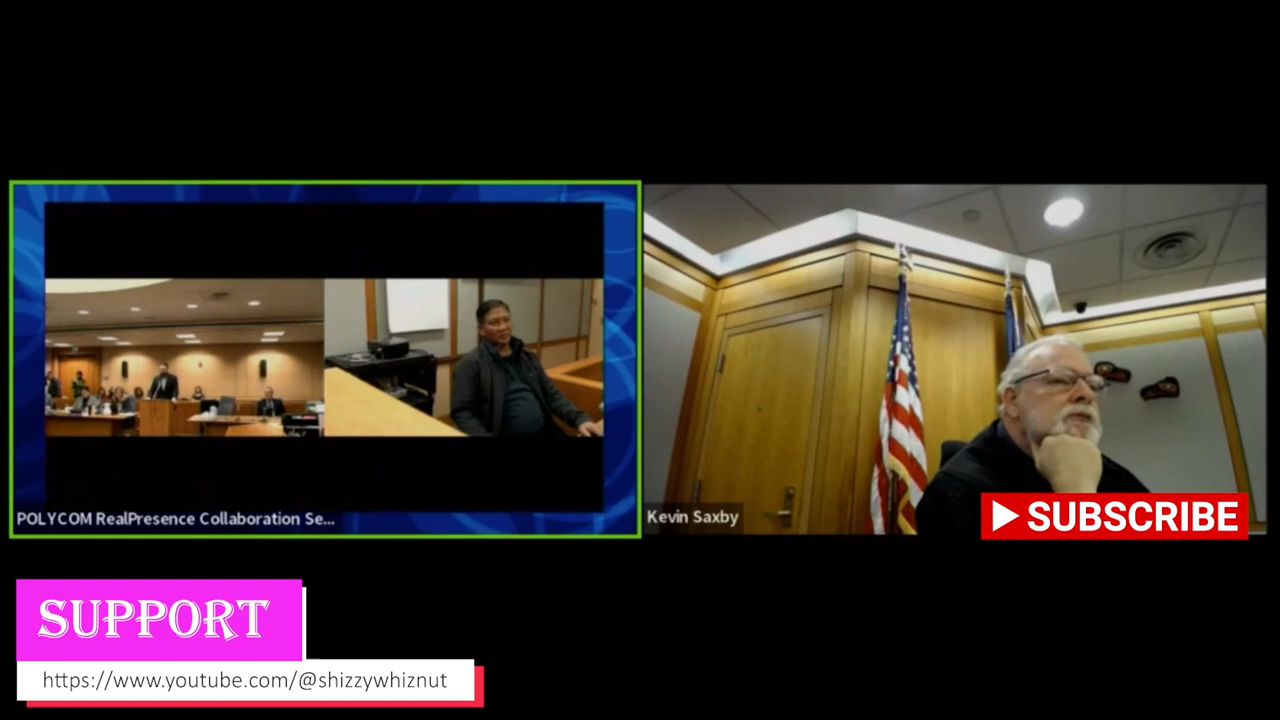 POLYCOM RealPresence Collaboration Se...
Kevin Saxby
SUBSCRIBE
SUPPORT
https://www.youtube.com/@shizzywhiznut